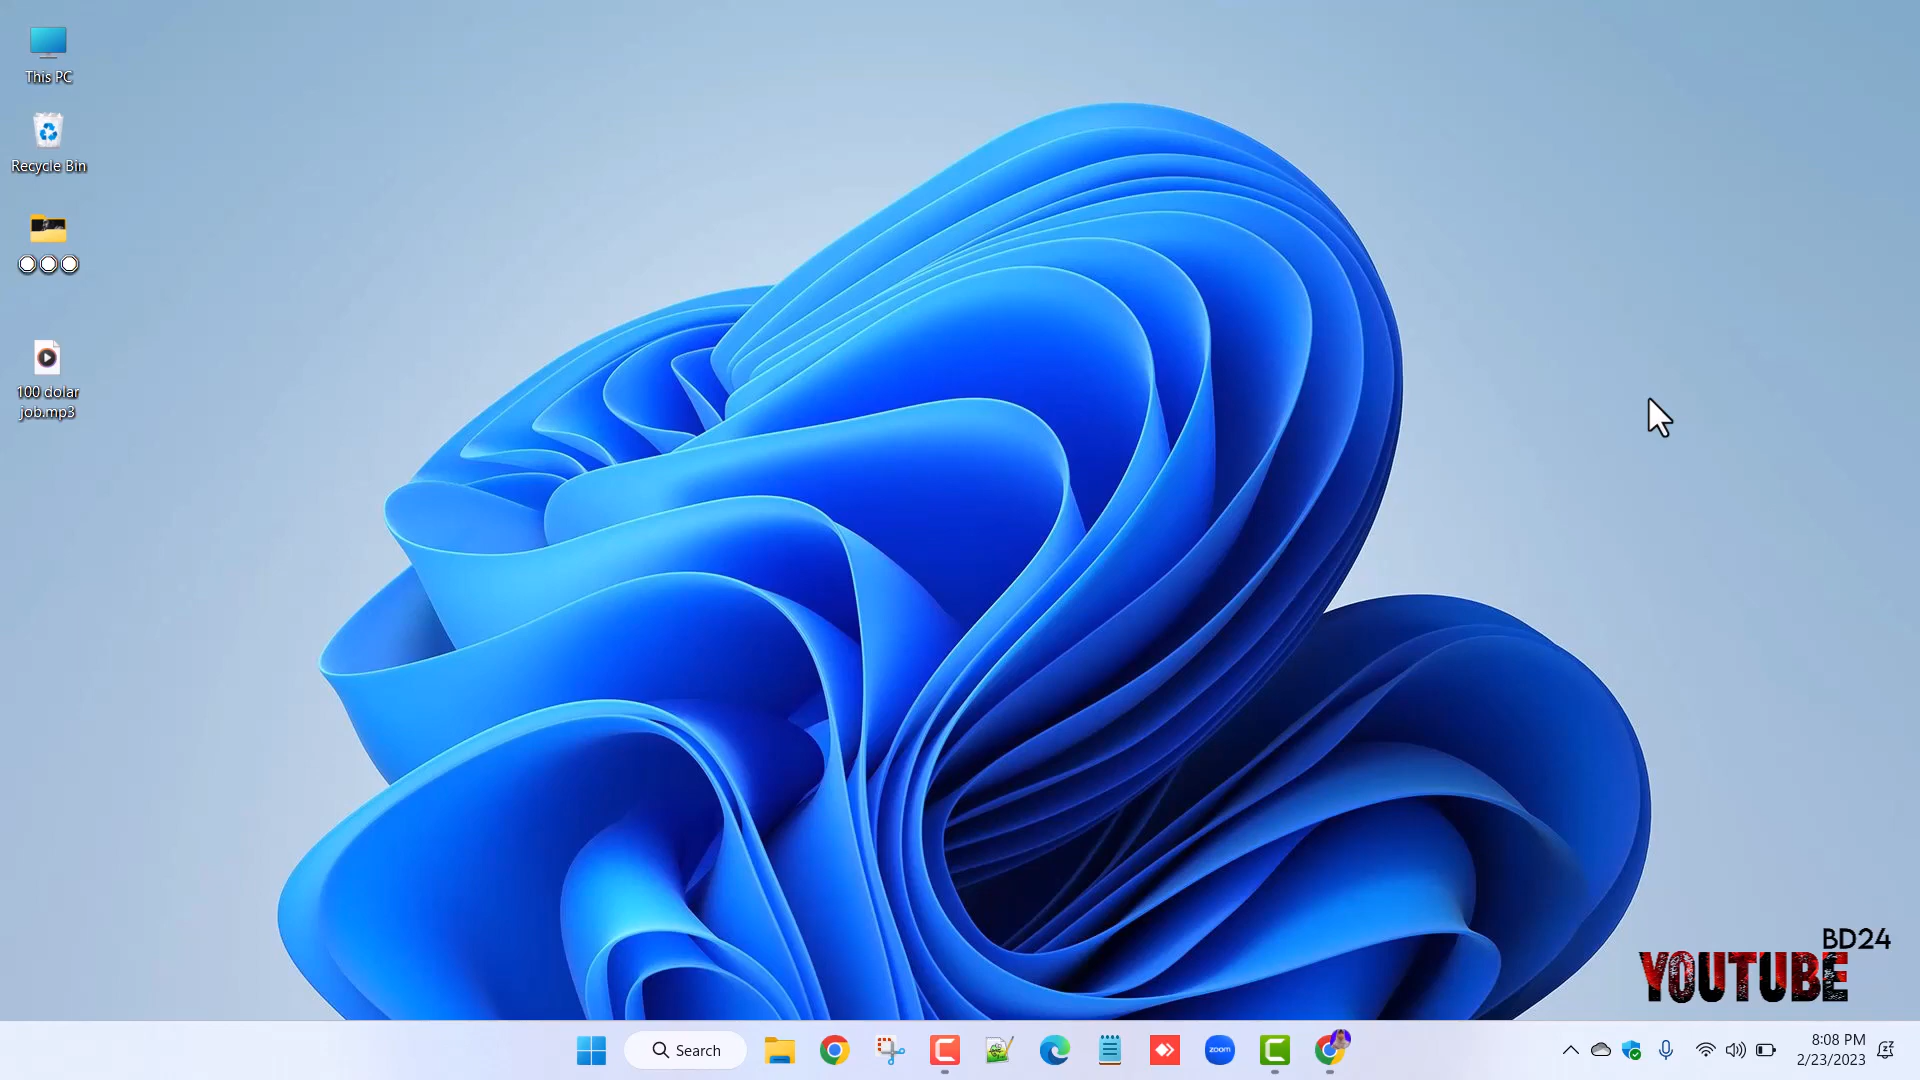 This PC
Recycle Bin
100 dolar
job.mp3
BD24
YOUTUBE
Search
zoom
8:08 PM
2/23/2023